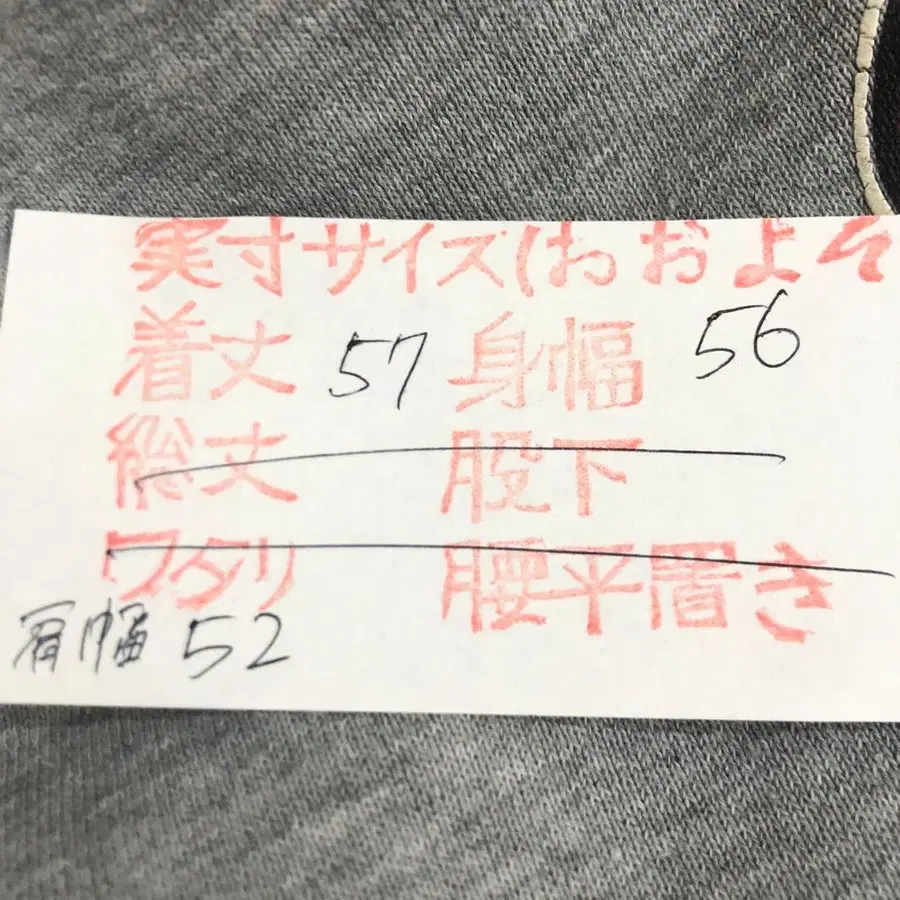 実寸サイズ(おおよそ
着丈 57 身幅 56
総丈 股下
ワタリ 腰平置き
肩幅 52